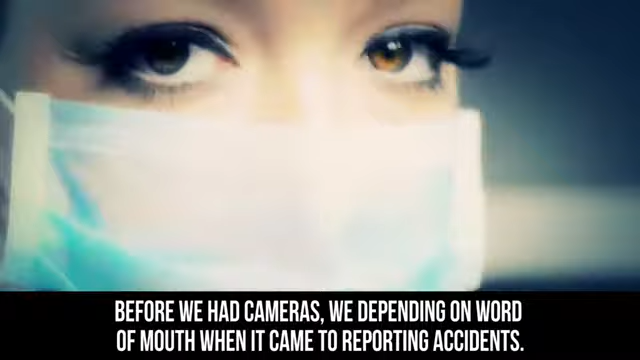 BEFORE WE HAD CAMERAS, WE DEPENDING ON WORD
OF MOUTH WHEN IT CAME TO REPORTING ACCIDENTS.